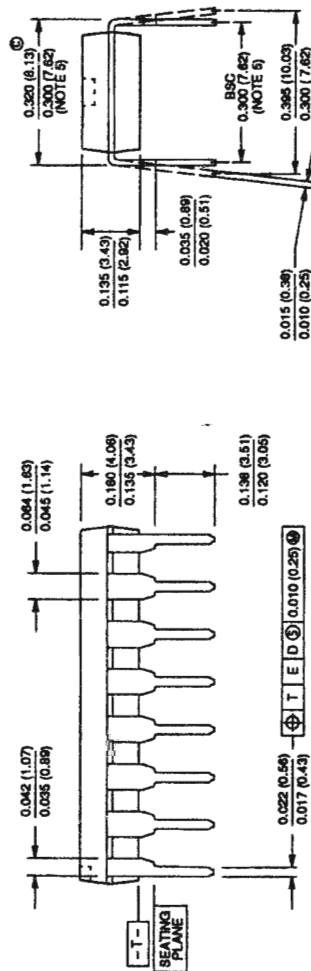 0.320 (8.13) Ⓒ
0.300 (7.62)
(NOTE 5)
0.135 (3.43)
0.115 (2.92)
0.035 (0.89)
0.020 (0.51)
BSC
0.300 (7.62)
(NOTE 5)
0.395 (10.03)
0.300 (7.62)
0.015 (0.38)
0.010 (0.25)
0.064 (1.63)
0.045 (1.14)
0.160 (4.06)
0.135 (3.43)
0.138 (3.51)
0.120 (3.05)
0.042 (1.07)
0.035 (0.89)
-T-
SEATING
PLANE
0.022 (0.56)
0.017 (0.43)
⌖ T E D Ⓢ 0.010 (0.25) Ⓜ